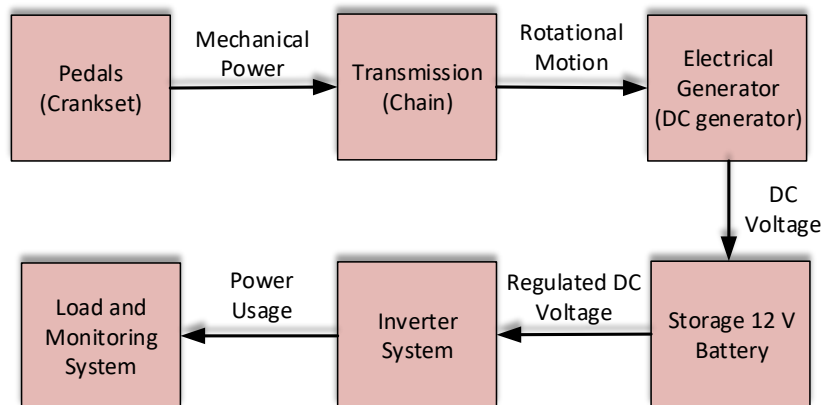 Pedals
(Crankset)
Mechanical
Power
Transmission
(Chain)
Rotational
Motion
Electrical
Generator
(DC generator)
DC
Voltage
Storage 12 V
Battery
Regulated DC
Voltage
Inverter
System
Power
Usage
Load and
Monitoring
System